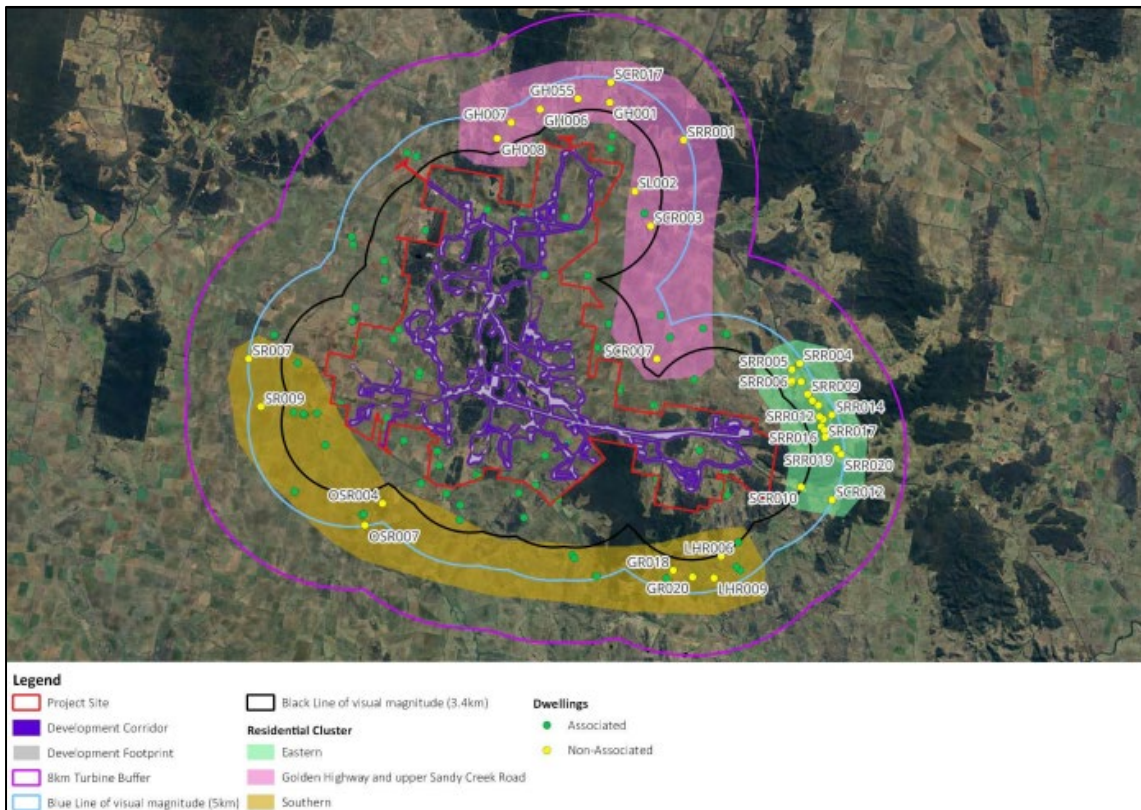 SCR017
GH055
GH007
GH001
GH006
GH008
SRR001
SL002
SCR003
SCR007
SR007
SR009
SRR004
SRR005
SRR006
SRR009
SRR014
SRR012
SRR017
SRR016
SRR019
SRR020
SCR010
SCR012
OSR004
OSR007
LHR006
GR018
GR020
LHR009
Legend
Project Site
Development Corridor
Development Footprint
8km Turbine Buffer
Blue Line of visual magnitude (5km)
Black Line of visual magnitude (3.4km)
Residential Cluster
Eastern
Golden Highway and upper Sandy Creek Road
Southern
Dwellings
Associated
Non-Associated